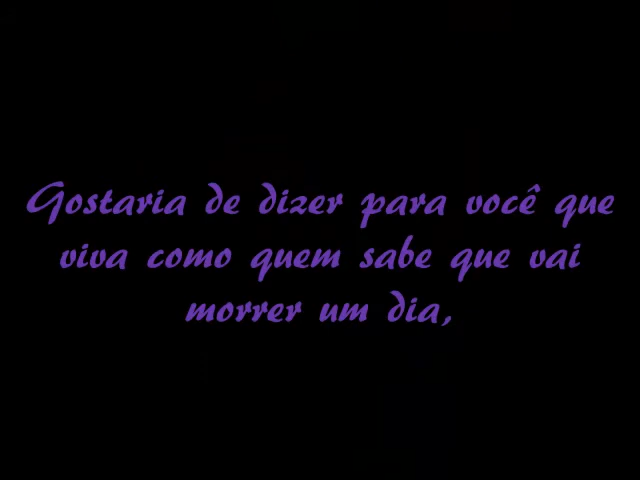 Gostaria de dizer para você que
viva como quem sabe que vai
morrer um dia,